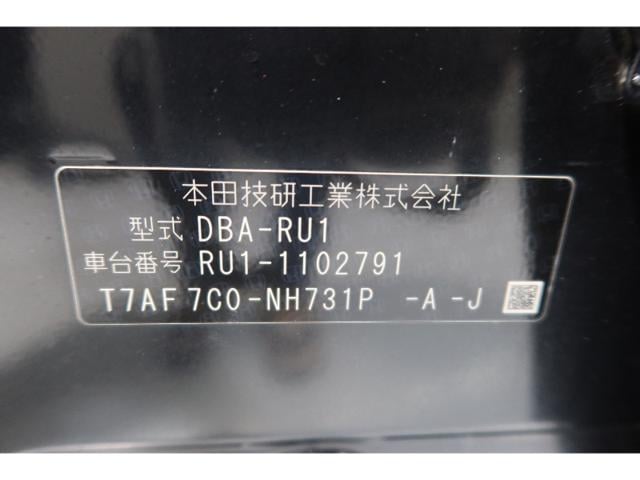 本田技研工業株式会社
型式 DBA-RU1
車台番号 RU1-1102791
T7AF 7C0-NH731P -A -J